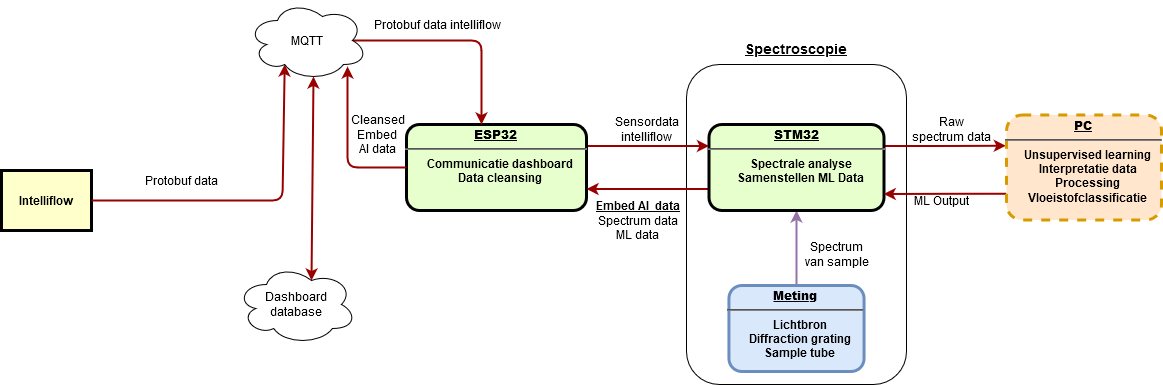 Protobuf data intelliflow
MQTT
Spectroscopie
Cleansed
Embed
AI data
ESP32
Communicatie dashboard
Data cleansing
Sensordata
intelliflow
STM32
Spectrale analyse
Samenstellen ML Data
Raw
spectrum data
PC
Unsupervised learning
Interpretatie data
Processing
Vloeistofclassificatie
Protobuf data
Intelliflow
Embed AI data
Spectrum data
ML data
ML Output
Spectrum
van sample
Dashboard
database
Meting
Lichtbron
Diffraction grating
Sample tube